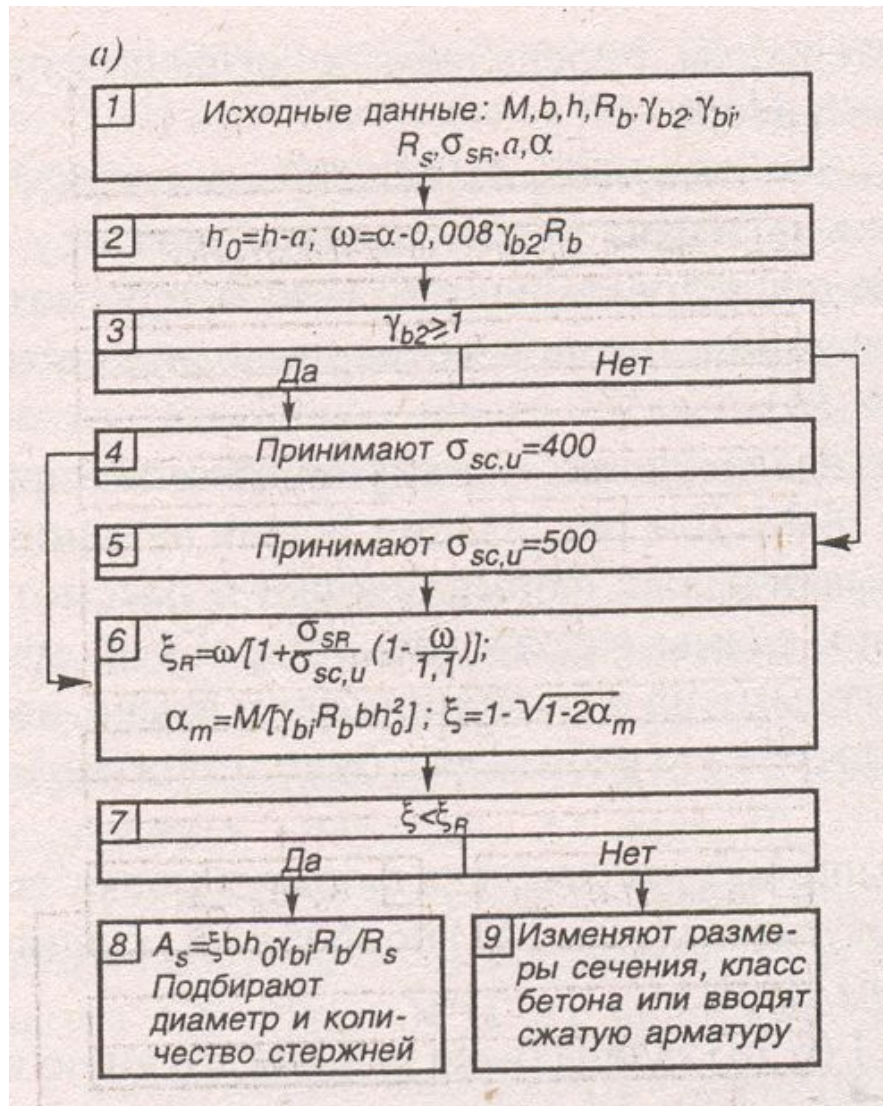 а)
1 Исходные данные: M, b, h, R_b, γ_b2, γ_bi,
R_s, σ_SR, a, α
2 h_0=h-a; ω=α-0,008γ_b2R_b
3 γ_b2⩾1
Да Нет
4 Принимают σ_sc,u=400
5 Принимают σ_sc,u=500
6 ξ_R=ω/[1+σ_SR/σ_sc,u (1-ω/1,1)];
α_m=M/[γ_biR_bbh_0²]; ξ=1-√1-2α_m
7 ξ<ξ_R
Да Нет
8 A_s=ξbh_0γ_biR_b/R_s
Подбирают
диаметр и коли-
чество стержней
9 Изменяют разме-
ры сечения, класс
бетона или вводят
сжатую арматуру